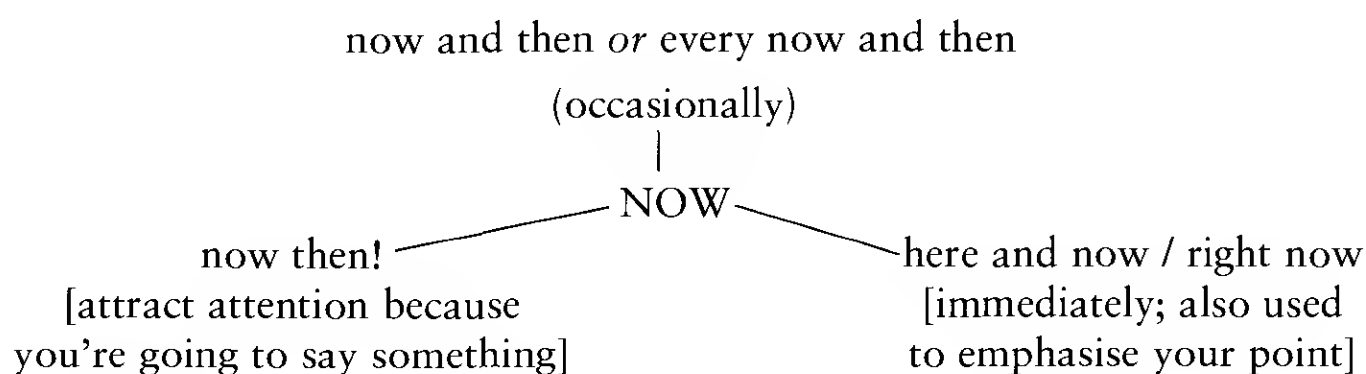 now and then or every now and then
(occasionally)
NOW
now then!
[attract attention because
you're going to say something]
here and now / right now
[immediately; also used
to emphasise your point]